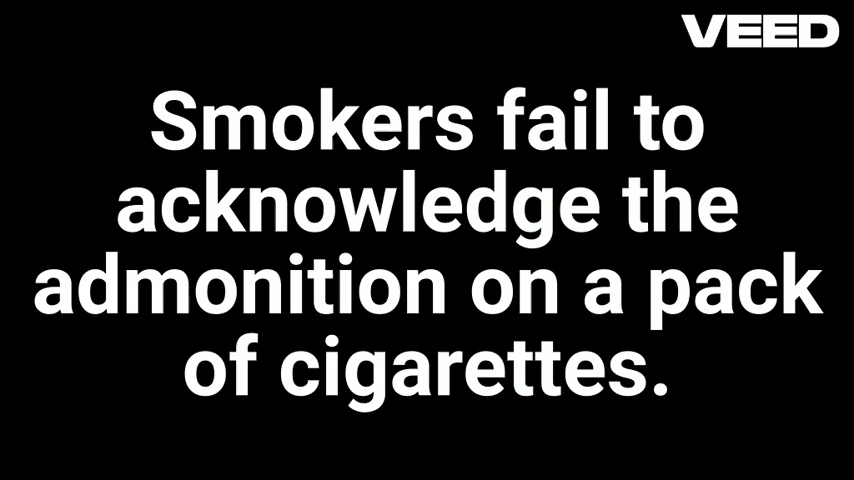 VEED
Smokers fail to
acknowledge the
admonition on a pack
of cigarettes.